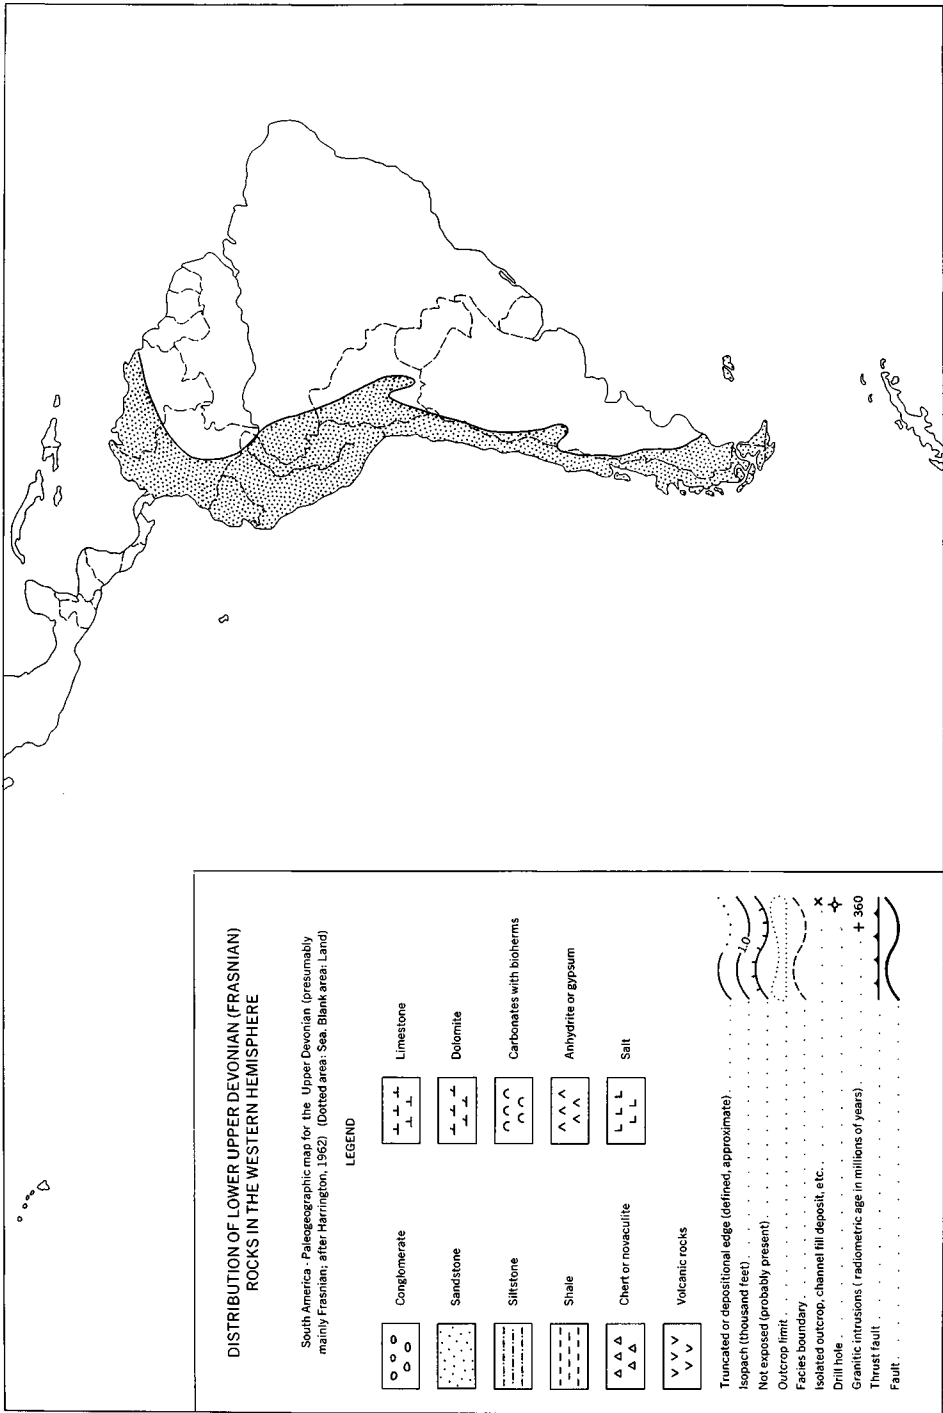 DISTRIBUTION OF LOWER UPPER DEVONIAN (FRASNIAN)
ROCKS IN THE WESTERN HEMISPHERE
South America - Paleogeographic map for the Upper Devonian (presumably
mainly Frasnian; after Harrington, 1962) (Dotted area: Sea. Blank area: Land)
LEGEND
Conglomerate
Sandstone
Siltstone
Shale
Chert or novaculite
Volcanic rocks
Limestone
Dolomite
Carbonates with bioherms
Anhydrite or gypsum
Salt
Truncated or depositional edge (defined, approximate)
Isopach (thousand feet) 1.0
Not exposed (probably present)
Outcrop limit
Facies boundary
Isolated outcrop, channel fill deposit, etc. x
Drill hole
Granitic intrusions (radiometric age in millions of years) + 360
Thrust fault
Fault